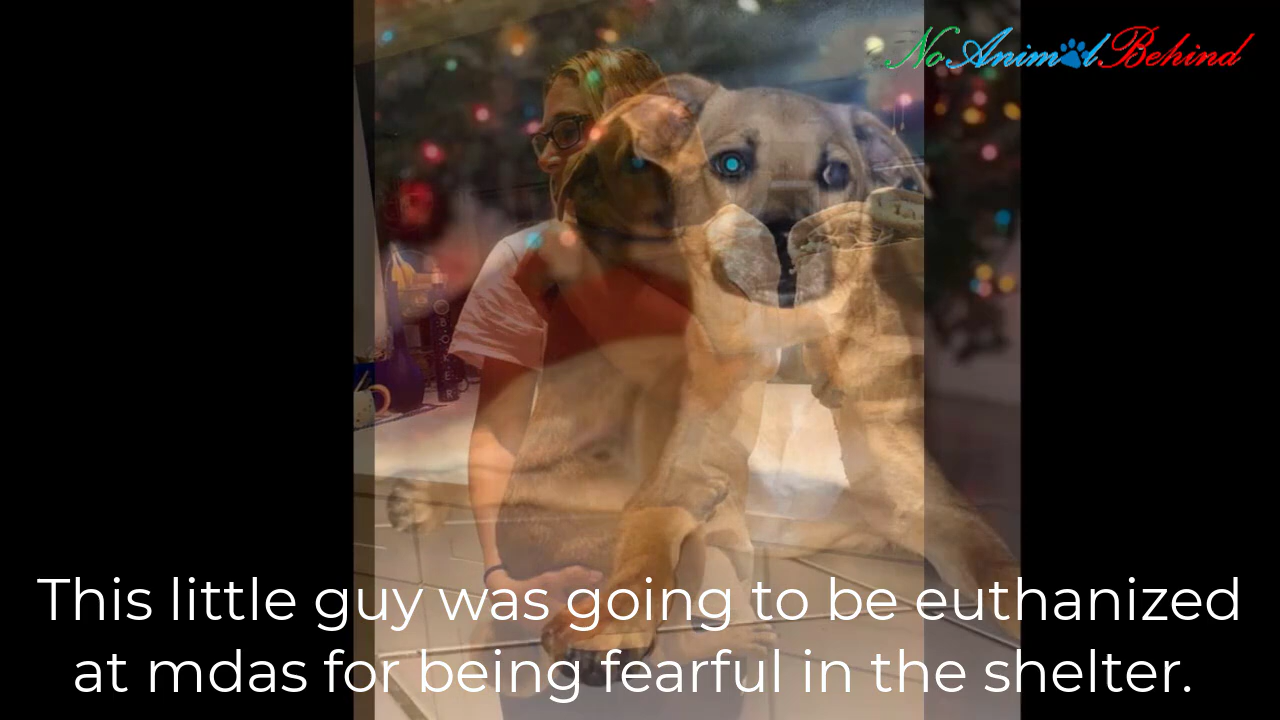 NoAnimalBehind
This little guy was going to be euthanized
at mdas for being fearful in the shelter.